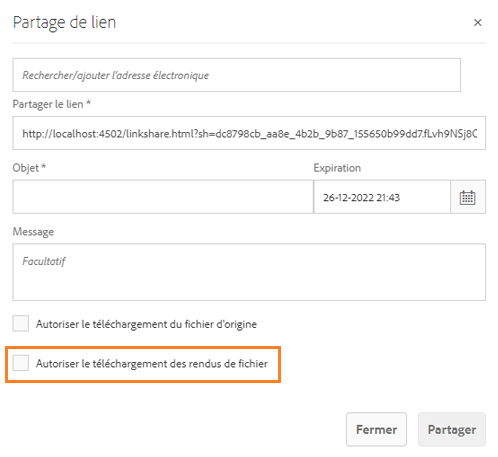 Partage de lien
×
Rechercher/ajouter l'adresse électronique
Partager le lien *
http://localhost:4502/linkshare.html?sh=dc8798cb_aa8e_4b2b_9b87_155650b99dd7.fLvh9NSj8C
Objet * Expiration
26-12-2022 21:43
Message
Facultatif
Autoriser le téléchargement du fichier d'origine
Autoriser le téléchargement des rendus de fichier
Fermer Partager